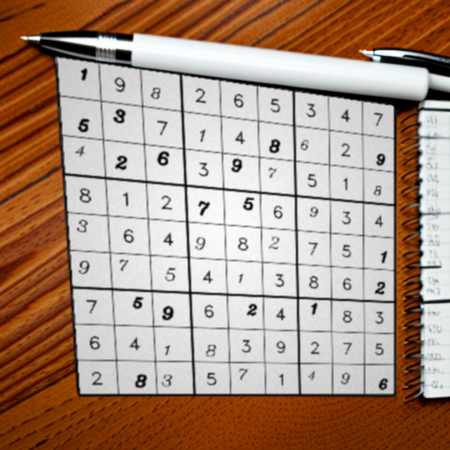 1 9 8 2 6 5 3 4 7
5 3 7 1 4 8 6 2 9
4 2 6 3 9 7 5 1 8
8 1 2 7 5 6 9 3 4
3 6 4 9 8 2 7 5 1
9 7 5 4 1 3 8 6 2
7 5 9 6 2 4 1 8 3
6 4 1 8 3 9 2 7 5
2 8 3 5 7 1 4 9 6